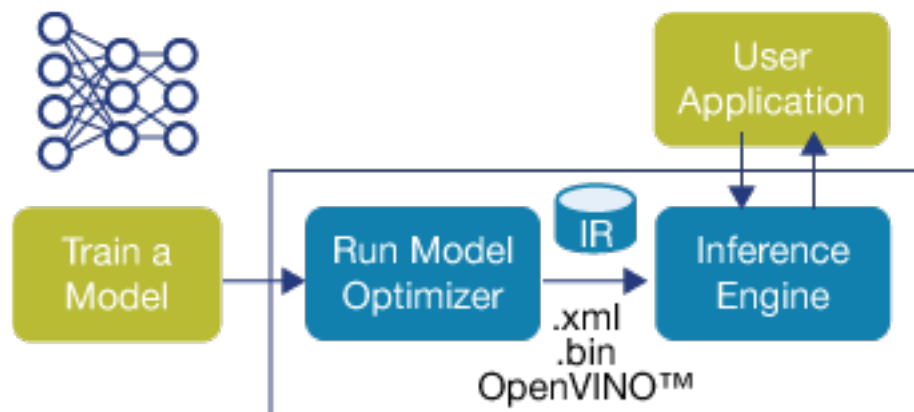 User
Application
Train a
Model
Run Model
Optimizer
IR
.xml
.bin
OpenVINO™
Inference
Engine